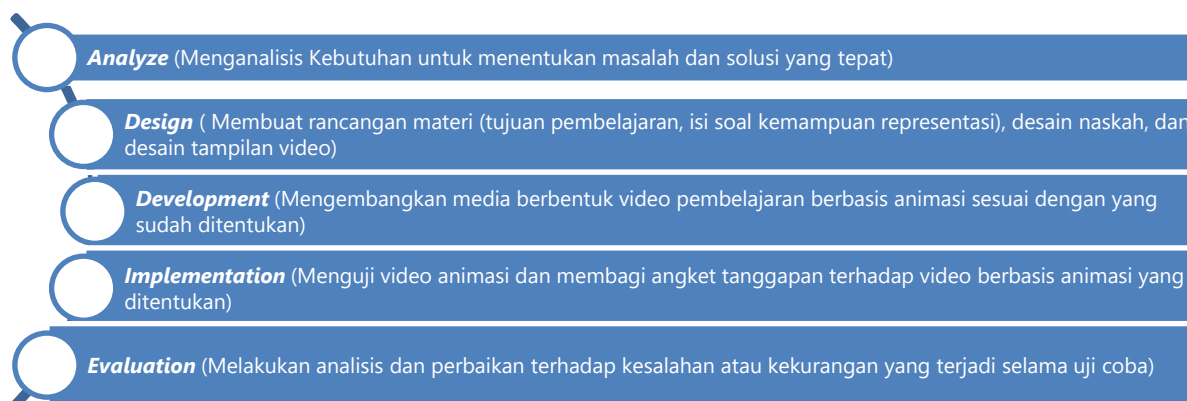 Analyze (Menganalisis Kebutuhan untuk menentukan masalah dan solusi yang tepat)
Design ( Membuat rancangan materi (tujuan pembelajaran, isi soal kemampuan representasi), desain naskah, dan
desain tampilan video)
Development (Mengembangkan media berbentuk video pembelajaran berbasis animasi sesuai dengan yang
sudah ditentukan)
Implementation (Menguji video animasi dan membagi angket tanggapan terhadap video berbasis animasi yang
ditentukan)
Evaluation (Melakukan analisis dan perbaikan terhadap kesalahan atau kekurangan yang terjadi selama uji coba)